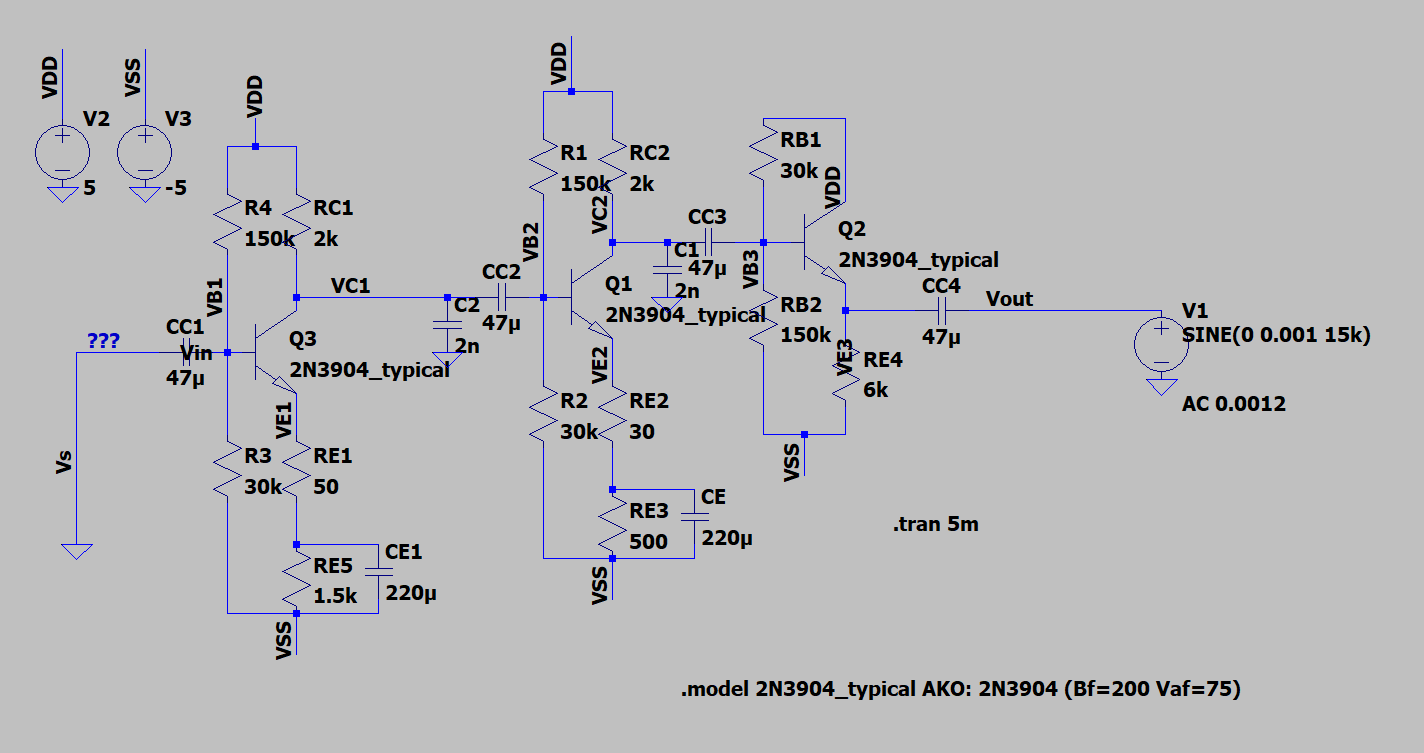 VDD
VSS
V2
V3
5
-5
VDD
R4
150k
RC1
2k
VB1
VC1
???
CC1
Vin
47µ
Q3
2N3904_typical
C2
2n
VE1
Vs
R3
30k
RE1
50
CE1
220µ
RE5
1.5k
VSS
VDD
R1
150k
RC2
2k
VC2
VB2
CC2
47µ
Q1
2N3904_typical
CC3
C1
47µ
2n
VE2
R2
30k
RE2
30
CE
220µ
RE3
500
VSS
RB1
30k
VDD
VB3
Q2
2N3904_typical
RB2
150k
CC4
47µ
Vout
VE3
RE4
6k
VSS
V1
SINE(0 0.001 15k)
AC 0.0012
.tran 5m
.model 2N3904_typical AKO: 2N3904 (Bf=200 Vaf=75)